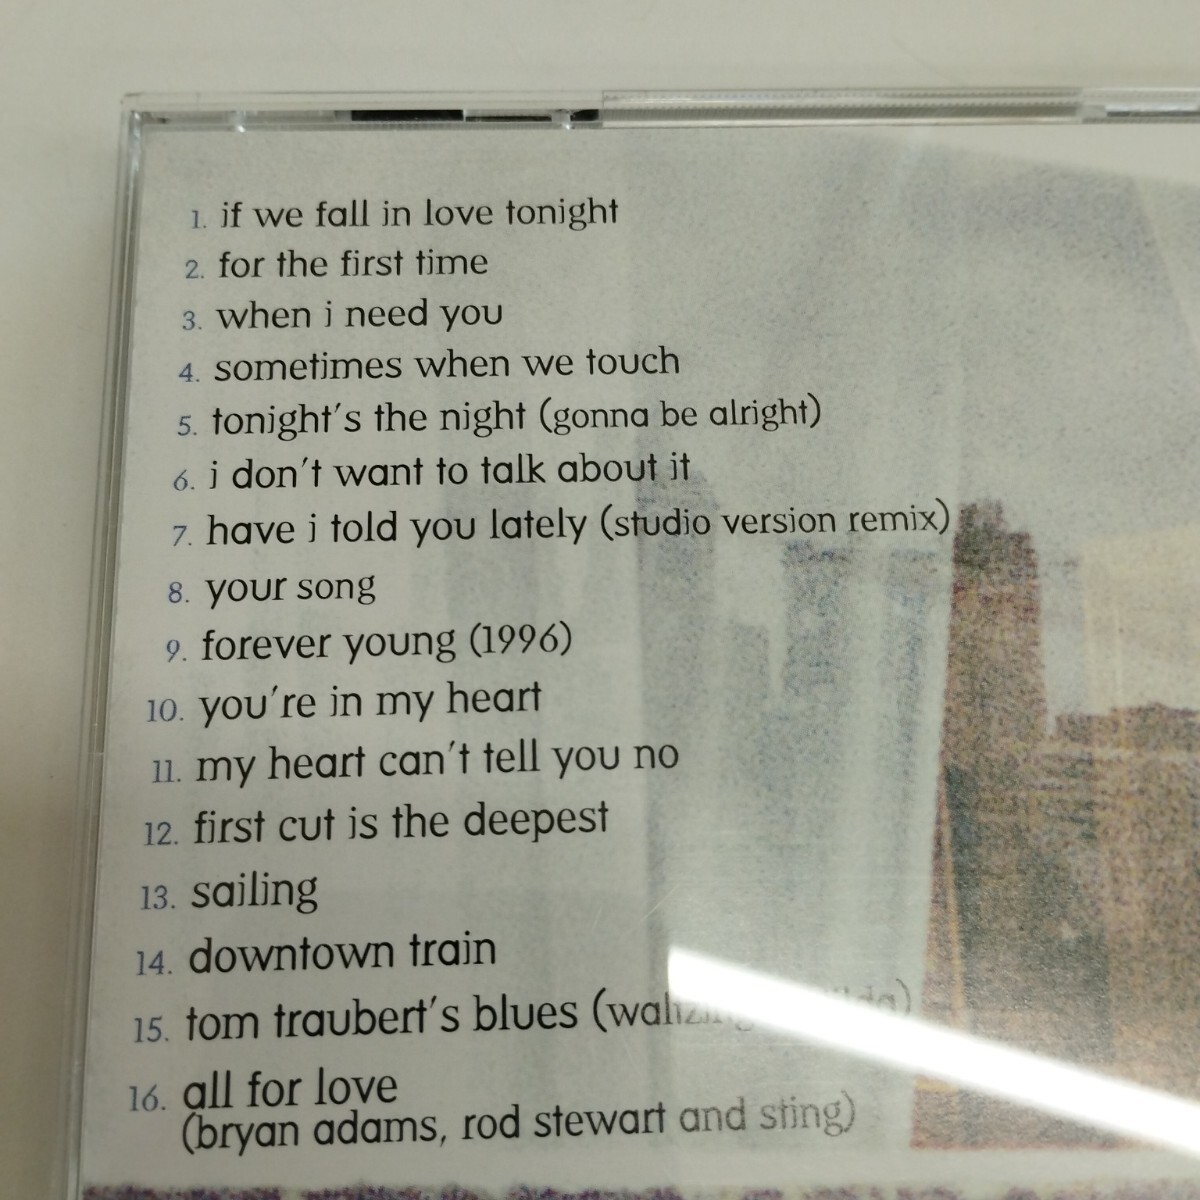 1. if we fall in love tonight
2. for the first time
3. when i need you
4. sometimes when we touch
5. tonight's the night (gonna be alright)
6. i don't want to talk about it
7. have i told you lately (studio version remix)
8. your song
9. forever young (1996)
10. you're in my heart
11. my heart can't tell you no
12. first cut is the deepest
13. sailing
14. downtown train
15. tom traubert's blues (waltzing
16. all for love
(bryan adams, rod stewart and sting)